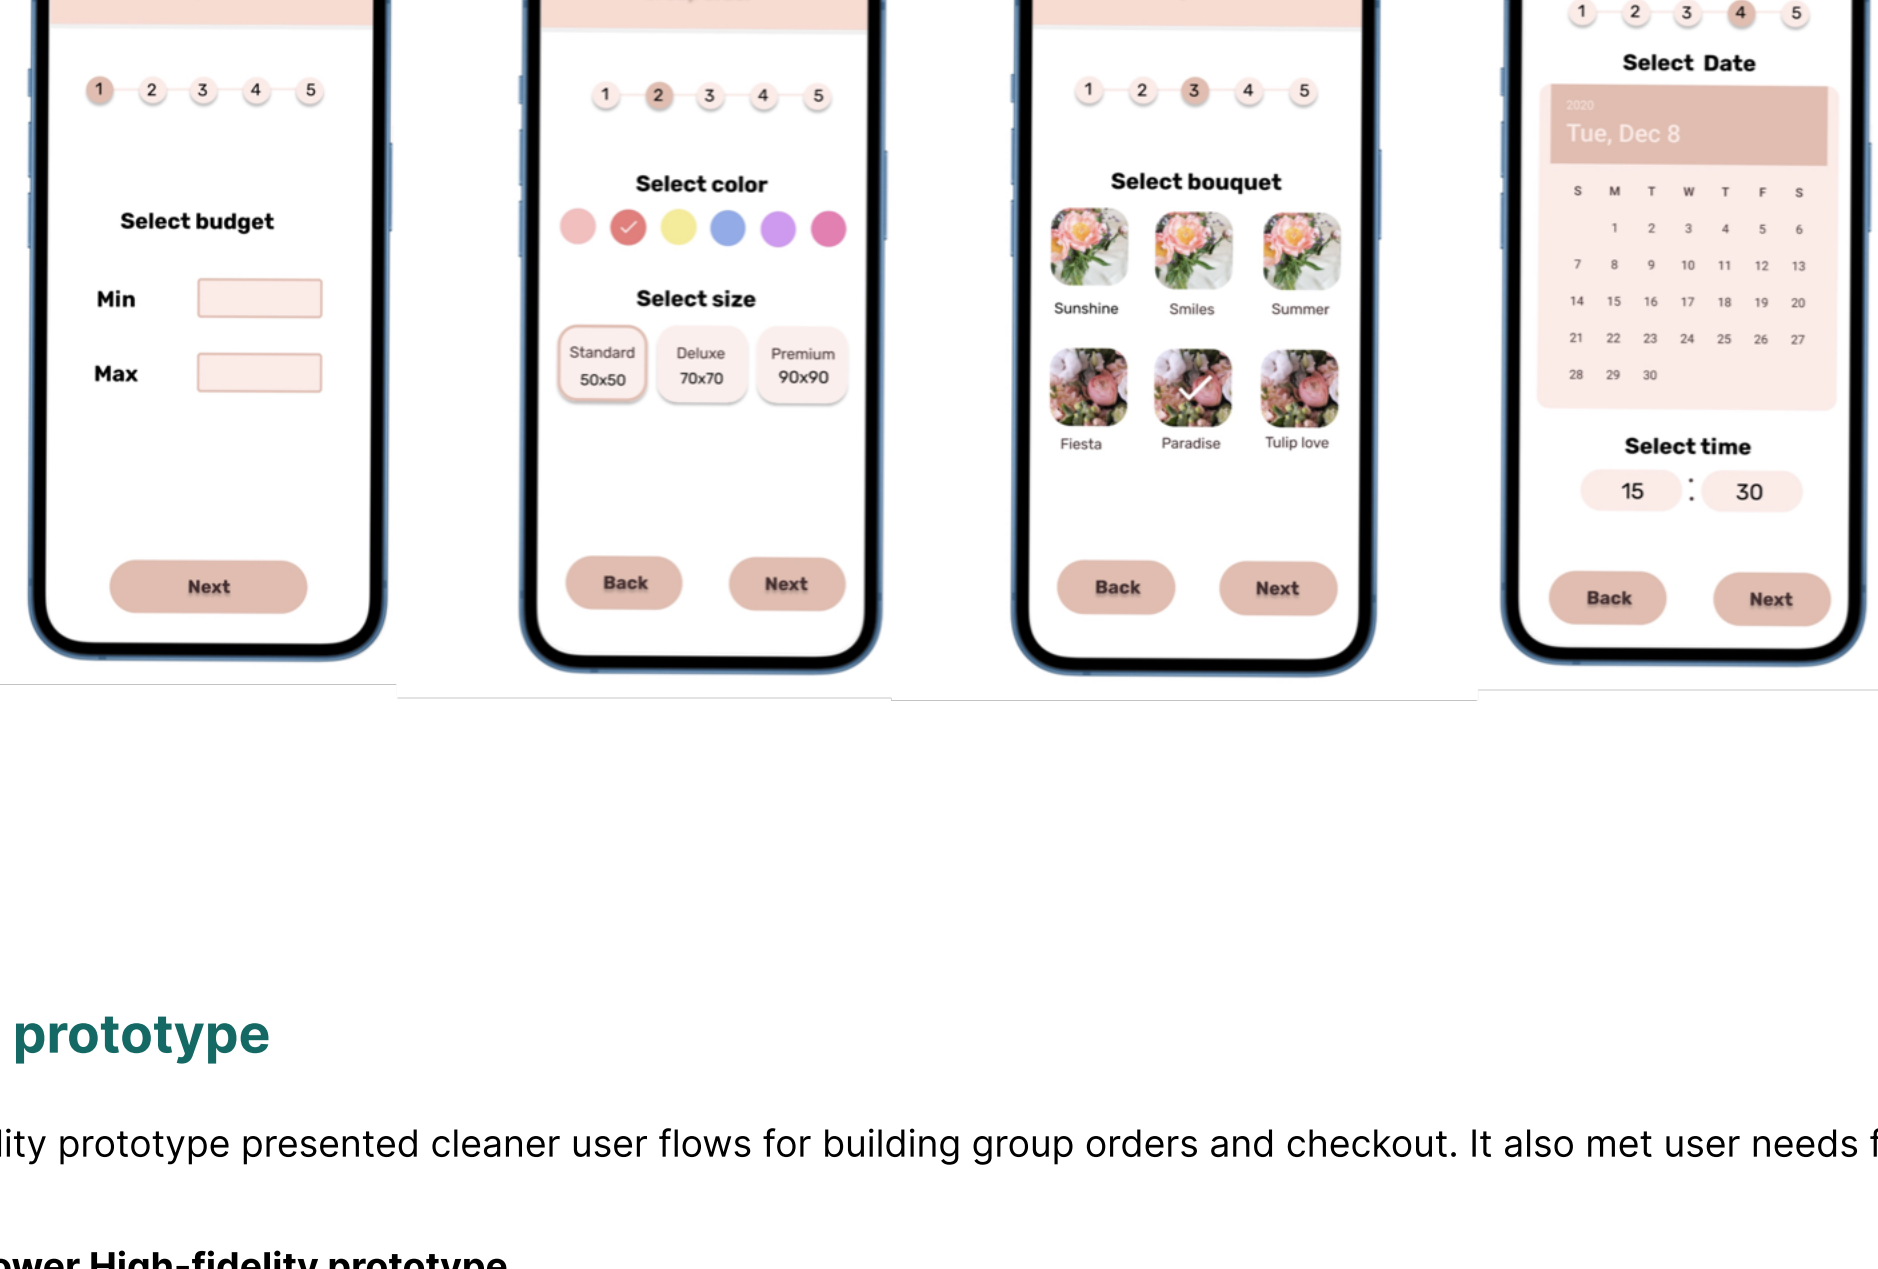 1 2 3 4 5
Select budget
Min
Max
Next
1 2 3 4 5
Select color
Select size
Standard
50x50
Deluxe
70x70
Premium
90x90
Back Next
1 2 3 4 5
Select bouquet
Sunshine Smiles Summer
Fiesta Paradise Tulip love
Back Next
1 2 3 4 5
Select Date
2020
Tue, Dec 8
S M T W T F S
1 2 3 4 5 6
7 8 9 10 11 12 13
14 15 16 17 18 19 20
21 22 23 24 25 26 27
28 29 30
Select time
15 : 30
Back Next
prototype
lity prototype presented cleaner user flows for building group orders and checkout. It also met user needs f
ower High-fidelity prototype